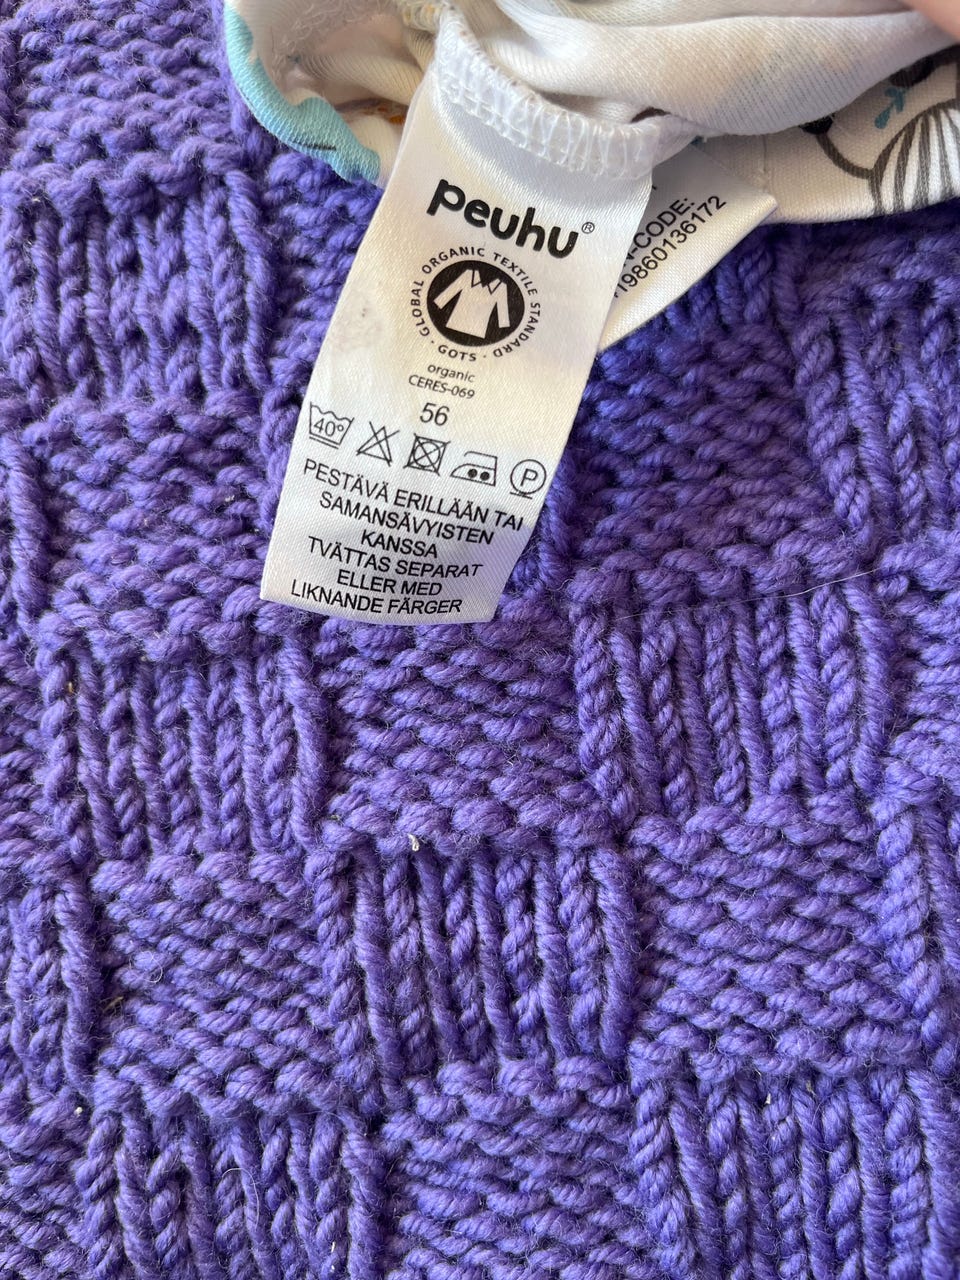 peuhu®
GLOBAL ORGANIC TEXTILE STANDARD · GOTS ·
organic
CERES-069
56
40°
P
PESTÄVÄ ERILLÄÄN TAI
SAMANSÄVYISTEN
KANSSA
TVÄTTAS SEPARAT
ELLER MED
LIKNANDE FÄRGER
-CODE:
19860136172